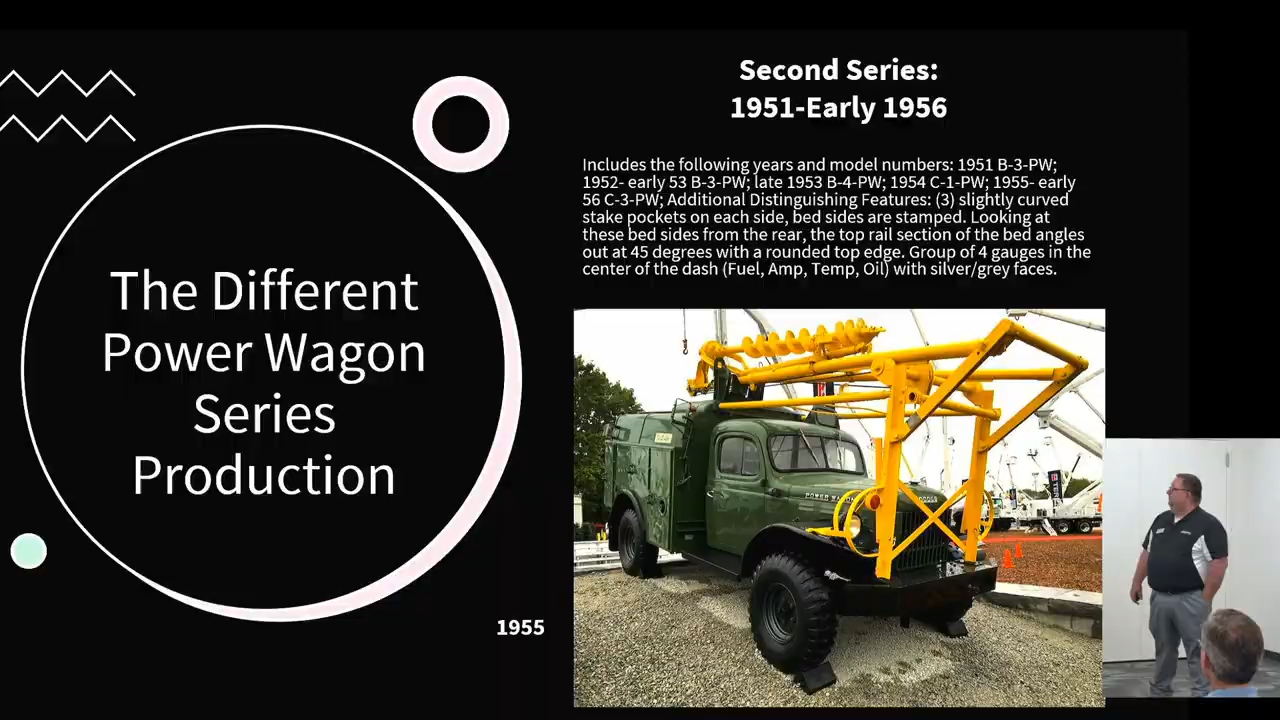 The Different
Power Wagon
Series
Production
Second Series:
1951-Early 1956
Includes the following years and model numbers: 1951 B-3-PW;
1952- early 53 B-3-PW; late 1953 B-4-PW; 1954 C-1-PW; 1955- early
56 C-3-PW; Additional Distinguishing Features: (3) slightly curved
stake pockets on each side, bed sides are stamped. Looking at
these bed sides from the rear, the top rail section of the bed angles
out at 45 degrees with a rounded top edge. Group of 4 gauges in the
center of the dash (Fuel, Amp, Temp, Oil) with silver/grey faces.
POWER WAGON
DODGE
TEREX
1955